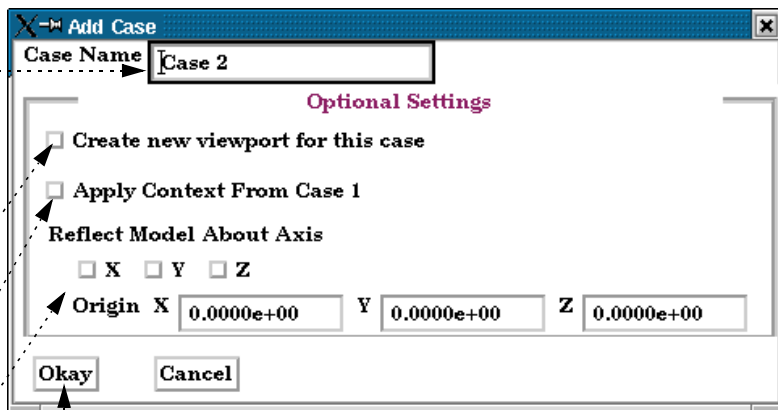 Add Case
Case Name Case 2
Optional Settings
Create new viewport for this case
Apply Context From Case 1
Reflect Model About Axis
X Y Z
Origin X 0.0000e+00 Y 0.0000e+00 Z 0.0000e+00
Okay Cancel